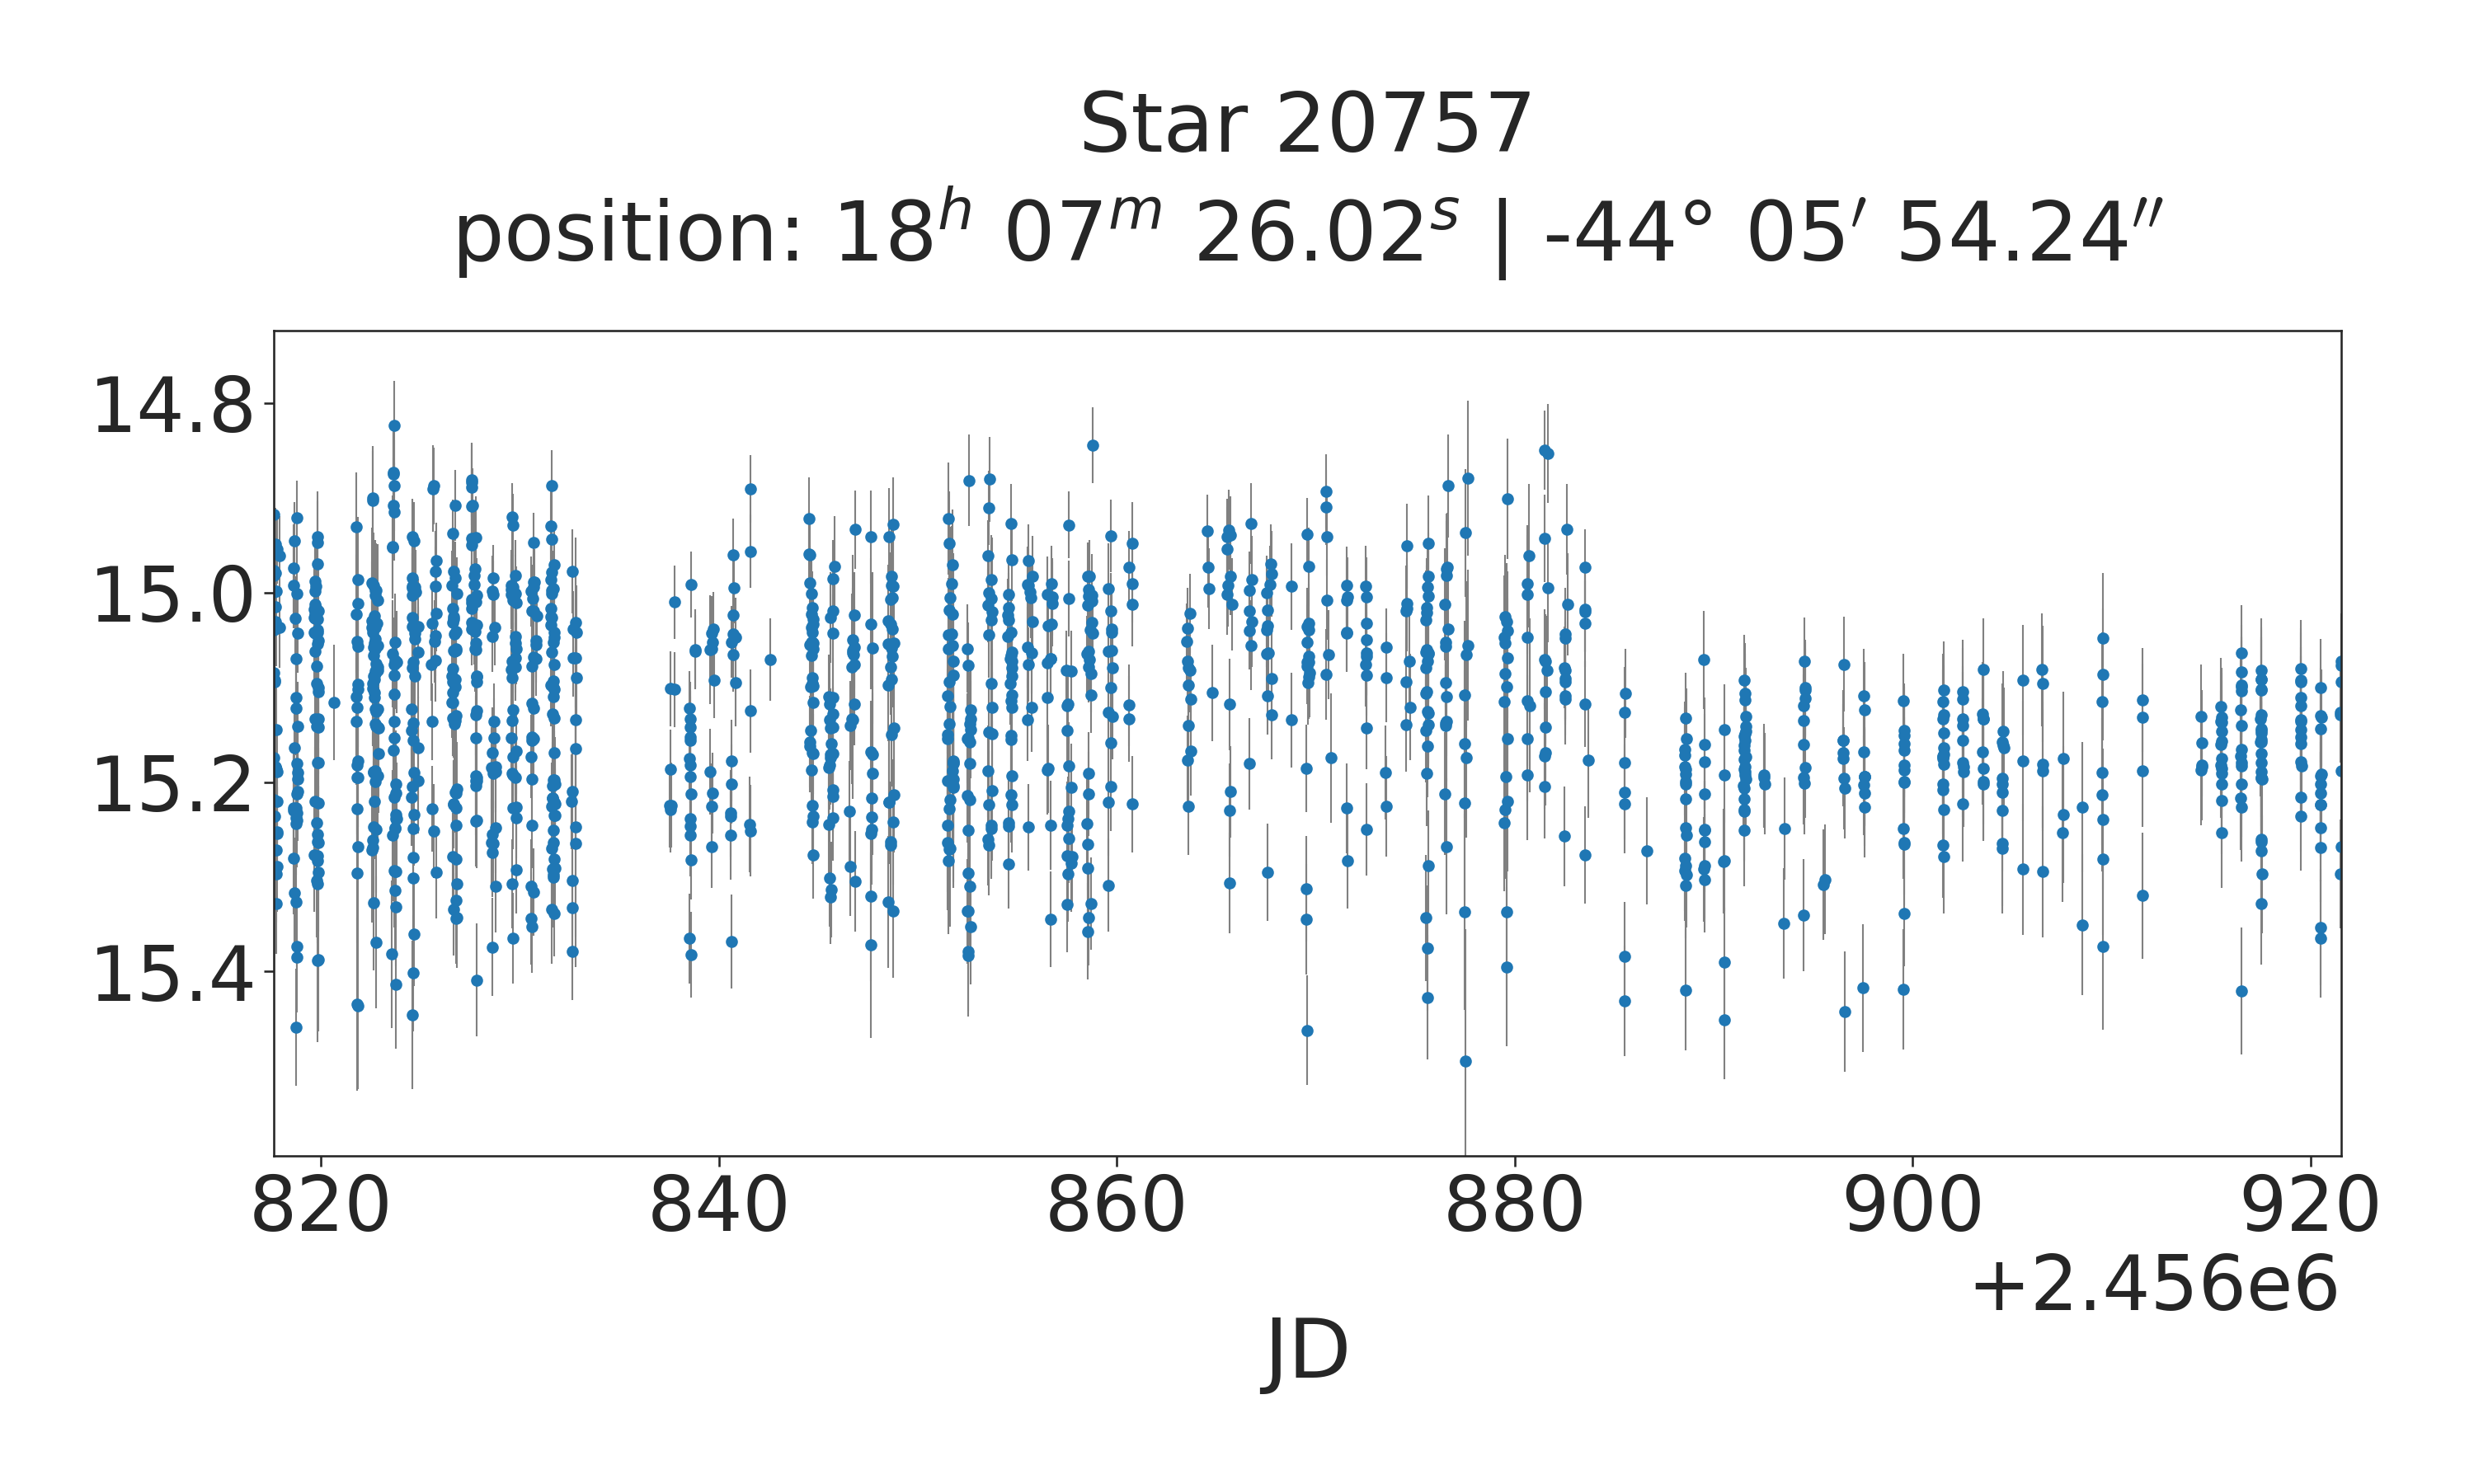 Star 20757
position: 18ʰ 07ᵐ 26.02ˢ | -44° 05′ 54.24″
14.8
15.0
15.2
15.4
820 840 860 880 900 920
+2.456e6
JD